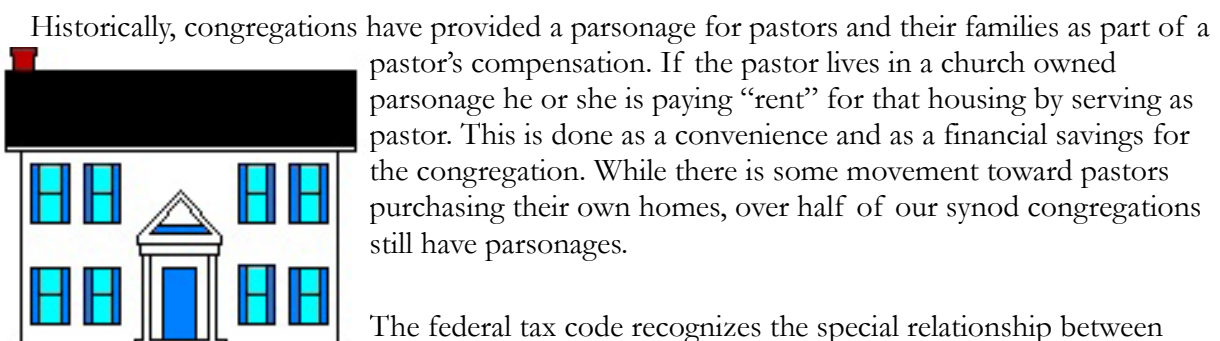 Historically, congregations have provided a parsonage for pastors and their families as part of a
pastor's compensation. If the pastor lives in a church owned
parsonage he or she is paying “rent” for that housing by serving as
pastor. This is done as a convenience and as a financial savings for
the congregation. While there is some movement toward pastors
purchasing their own homes, over half of our synod congregations
still have parsonages.
The federal tax code recognizes the special relationship between